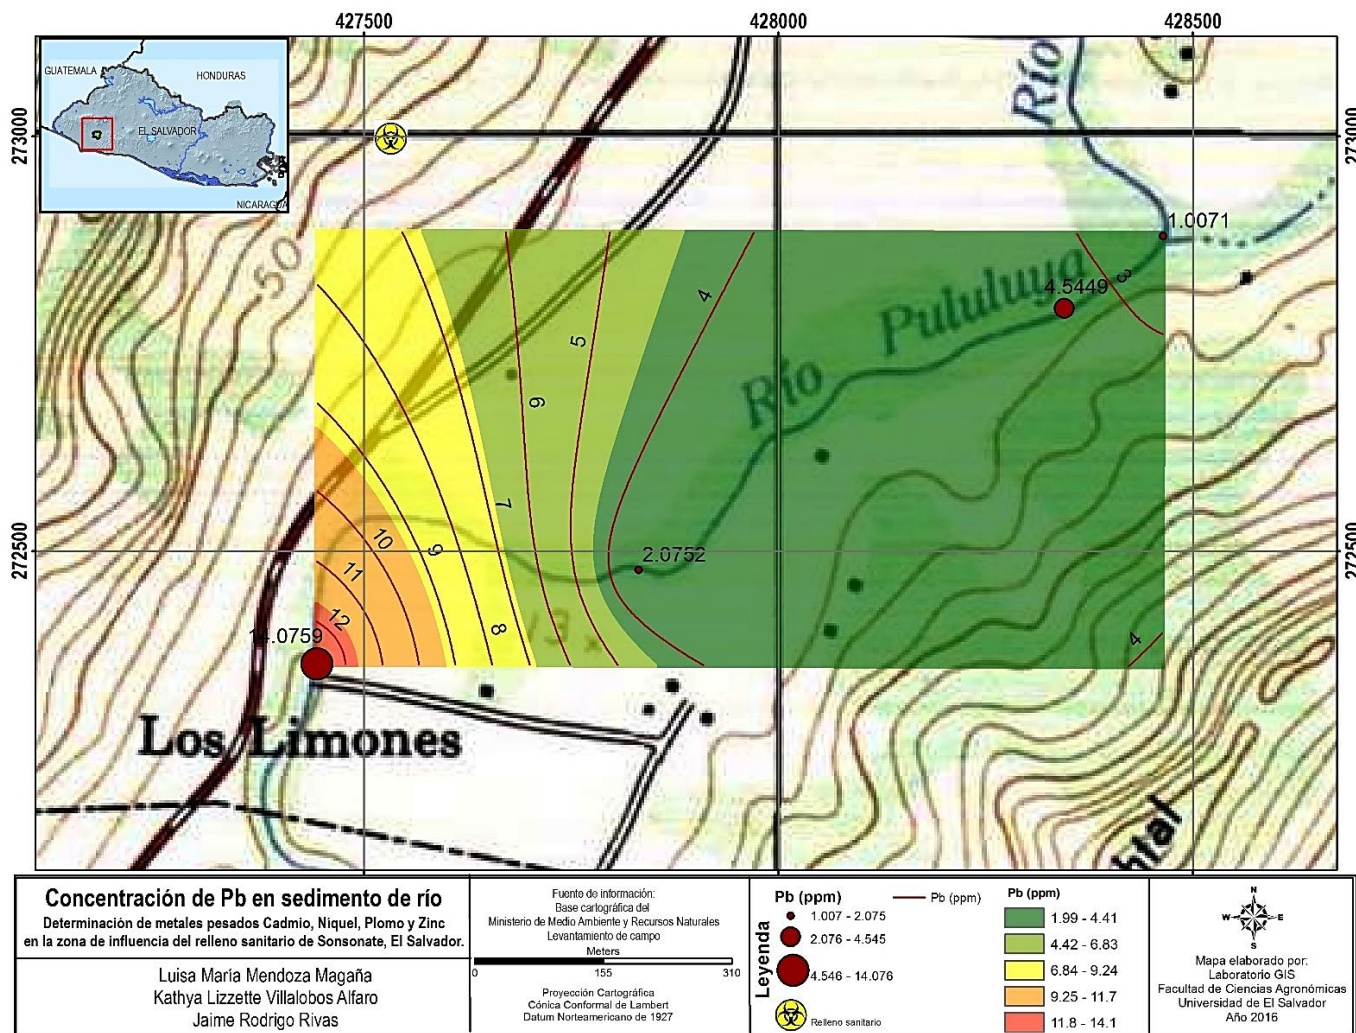 427500
428000
428500
273000
273000
GUATEMALA
HONDURAS
EL SALVADOR
NICARAGUA
Río
50
1.0071
3
4.5449
Río Pululuya
4
5
6
7
10
9
11
2.0752
272500
272500
12
8
13
4
14.0759
Los Limones
Concentración de Pb en sedimento de río
Determinación de metales pesados Cadmio, Niquel, Plomo y Zinc
en la zona de influencia del relleno sanitario de Sonsonate, El Salvador.
Luisa María Mendoza Magaña
Kathya Lizzette Villalobos Alfaro
Jaime Rodrigo Rivas
Fuente de información:
Base cartográfica del
Ministerio de Medio Ambiente y Recursos Naturales
Levantamiento de campo
Meters
0 155 310
Proyección Cartográfica
Cónica Conformal de Lambert
Datum Norteamericano de 1927
Leyenda
Pb (ppm)
1.007 - 2.075
2.076 - 4.545
4.546 - 14.076
Relleno sanitario
Pb (ppm)
Pb (ppm)
1.99 - 4.41
4.42 - 6.83
6.84 - 9.24
9.25 - 11.7
11.8 - 14.1
N
W E
S
Mapa elaborado por:
Laboratorio GIS
Facultad de Ciencias Agronómicas
Universidad de El Salvador
Año 2016